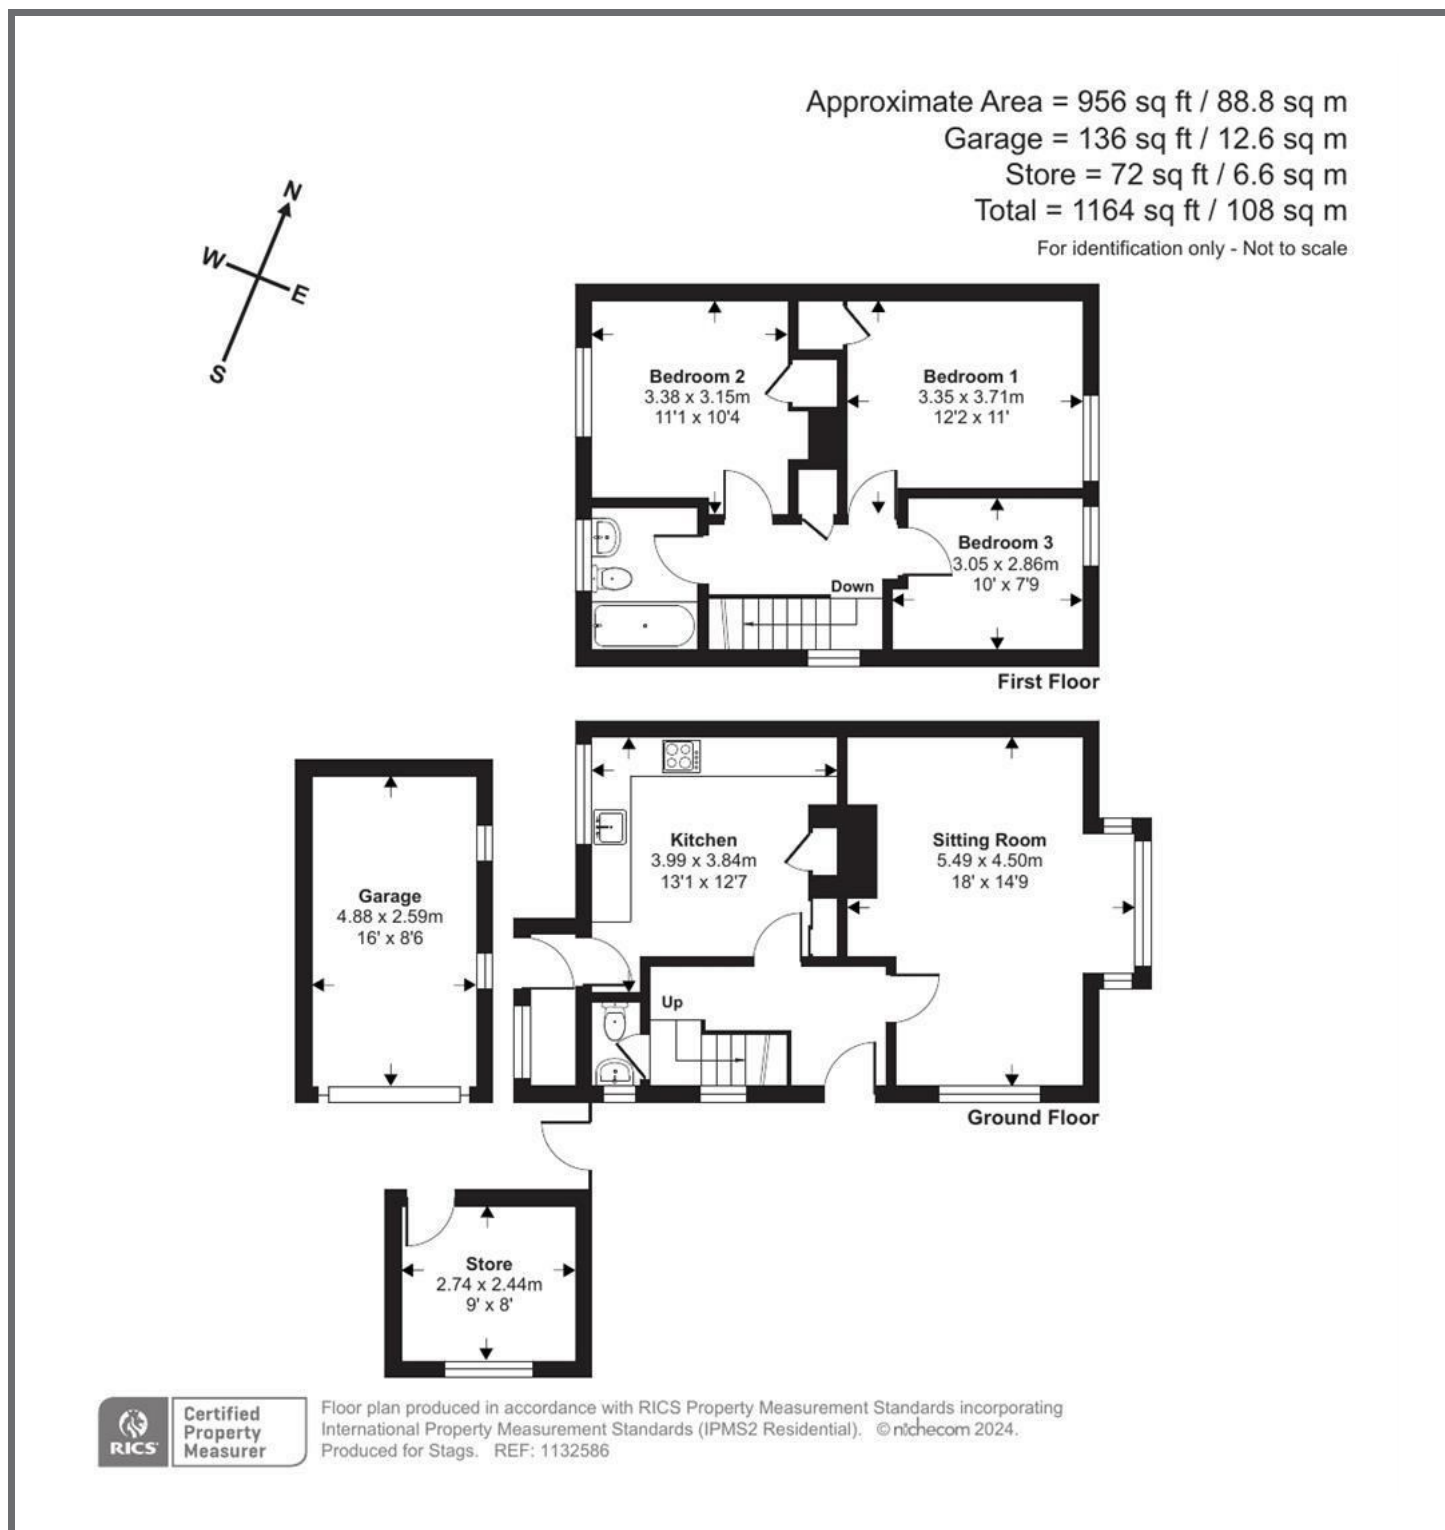 Approximate Area = 956 sq ft / 88.8 sq m
Garage = 136 sq ft / 12.6 sq m
Store = 72 sq ft / 6.6 sq m
Total = 1164 sq ft / 108 sq m
For identification only - Not to scale
N
W
E
S
Bedroom 2
3.38 x 3.15m
11'1 x 10'4
Bedroom 1
3.35 x 3.71m
12'2 x 11'
Bedroom 3
3.05 x 2.86m
10' x 7'9
Down
First Floor
Kitchen
3.99 x 3.84m
13'1 x 12'7
Sitting Room
5.49 x 4.50m
18' x 14'9
Garage
4.88 x 2.59m
16' x 8'6
Up
Ground Floor
Store
2.74 x 2.44m
9' x 8'
RICS
Certified
Property
Measurer
Floor plan produced in accordance with RICS Property Measurement Standards incorporating
International Property Measurement Standards (IPMS2 Residential). © nichecom 2024.
Produced for Stags. REF: 1132586